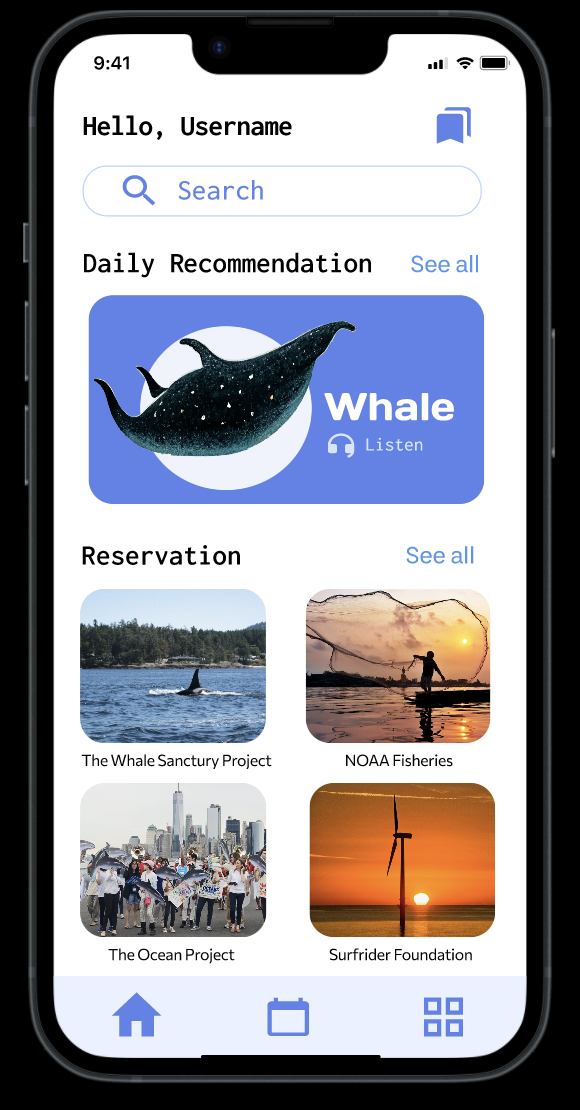 9:41
Hello, Username
Search
Daily Recommendation See all
Whale
Listen
Reservation See all
The Whale Sanctury Project NOAA Fisheries
The Ocean Project Surfrider Foundation